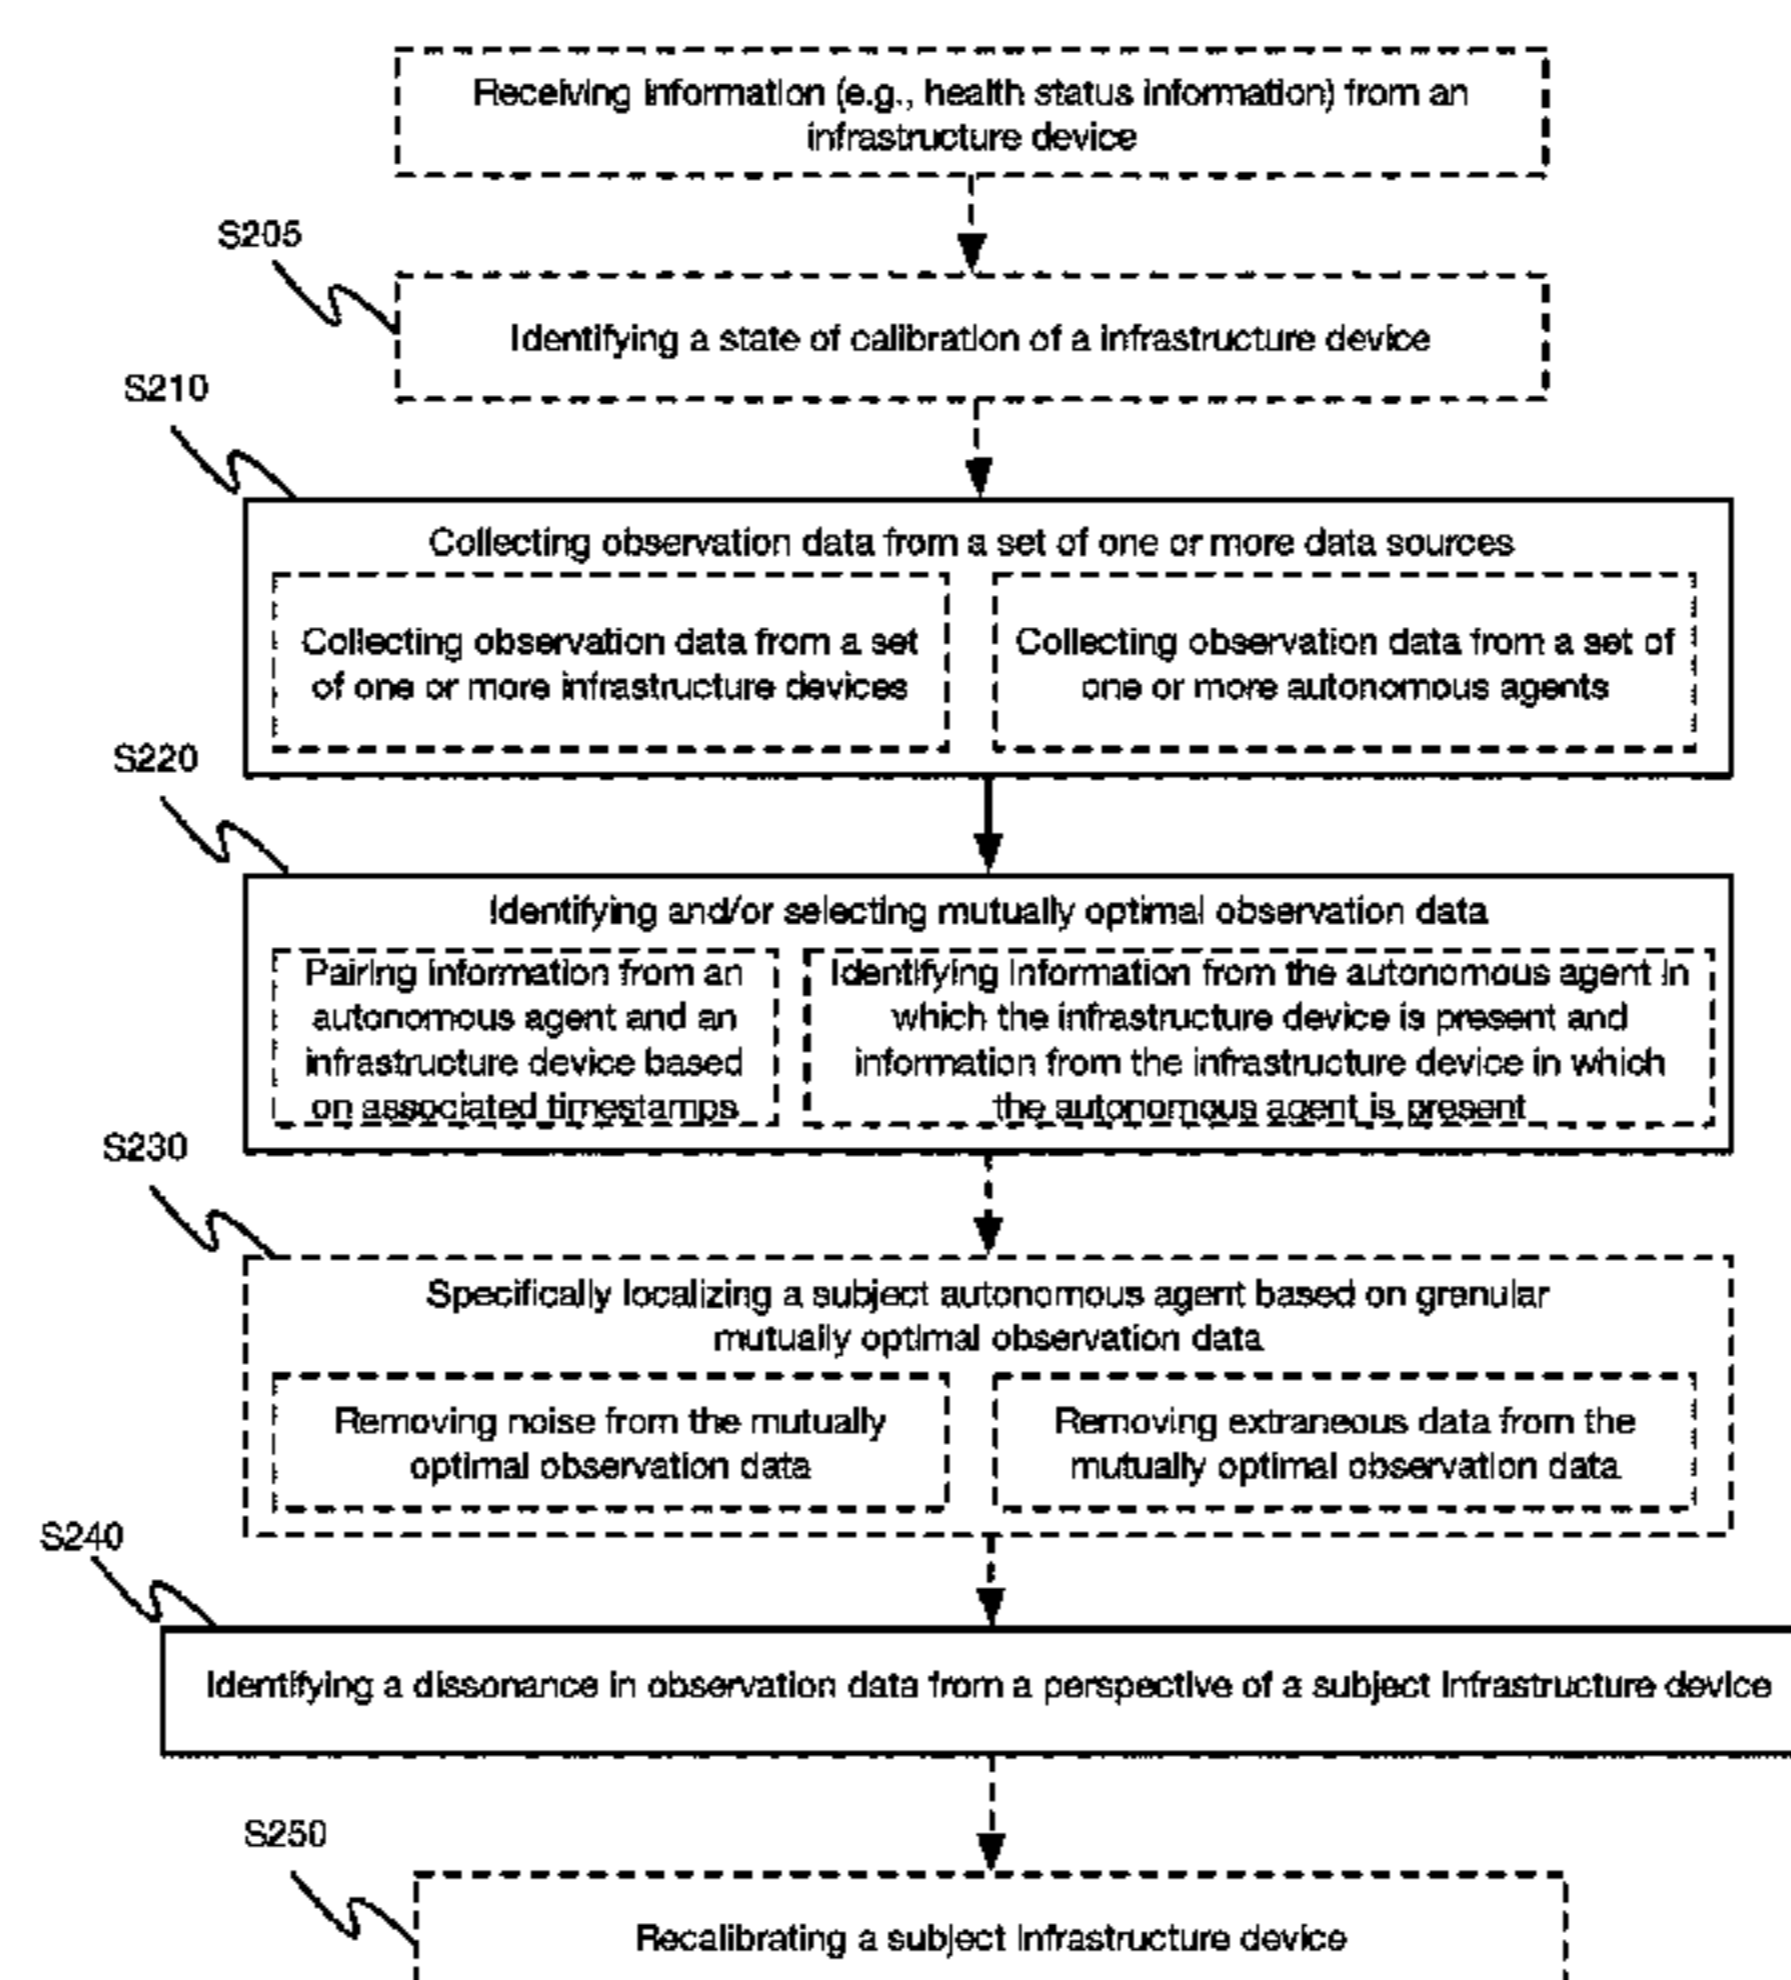 Receiving information (e.g., health status information) from an
infrastructure device
S205
Identifying a state of calibration of a infrastructure device
S210
Collecting observation data from a set of one or more data sources
Collecting observation data from a set
of one or more infrastructure devices
Collecting observation data from a set of
one or more autonomous agents
S220
Identifying and/or selecting mutually optimal observation data
Pairing information from an
autonomous agent and an
infrastructure device based
on associated timestamps
Identifying information from the autonomous agent in
which the infrastructure device is present and
information from the infrastructure device in which
the autonomous agent is present
S230
Specifically localizing a subject autonomous agent based on grenular
mutually optimal observation data
Removing noise from the mutually
optimal observation data
Removing extraneous data from the
mutually optimal observation data
S240
Identifying a dissonance in observation data from a perspective of a subject infrastructure device
S250
Recalibrating a subject infrastructure device